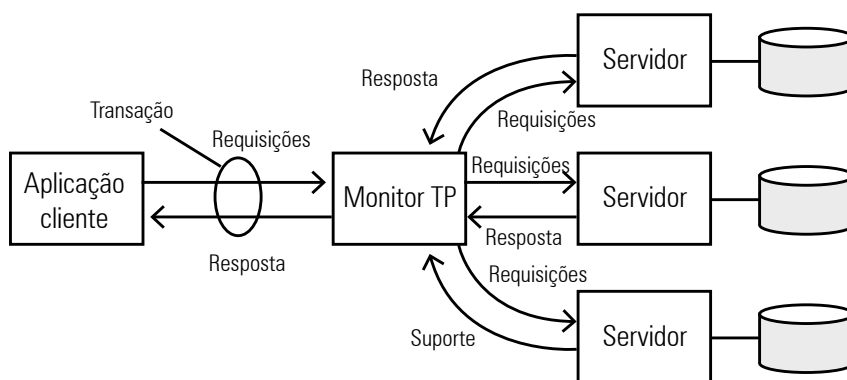 Servidor
Resposta
Transação
Requisições
Requisições
Requisições
Aplicação
cliente
Monitor TP
Servidor
Resposta
Resposta
Requisições
Suporte
Servidor